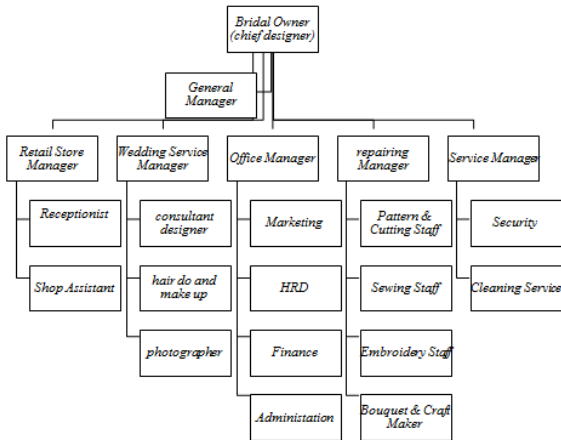 Bridal Owner
(chief designer)
General
Manager
Retail Store
Manager
Wedding Service
Manager
Office Manager
repairing
Manager
Service Manager
Receptionist
consultant
designer
Marketing
Pattern &
Cutting Staff
Security
Shop Assistant
hair do and
make up
HRD
Sewing Staff
Cleaning Service
photographer
Finance
Embroidery Staff
Administation
Bouquet & Craft
Maker